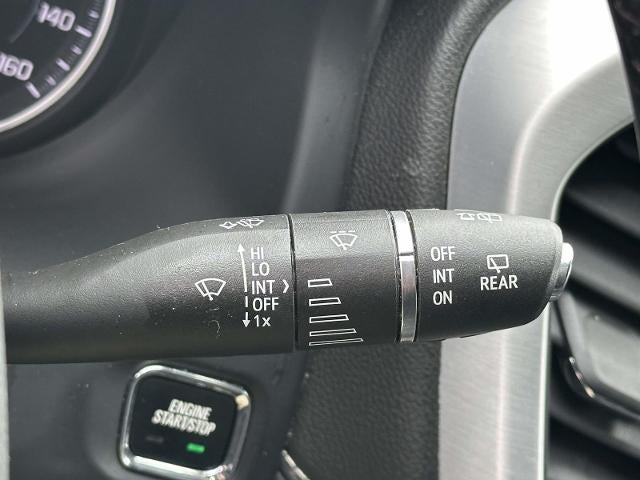 140
160
HI
LO
INT
OFF
1x
OFF
INT
ON
REAR
ENGINE
START/STOP